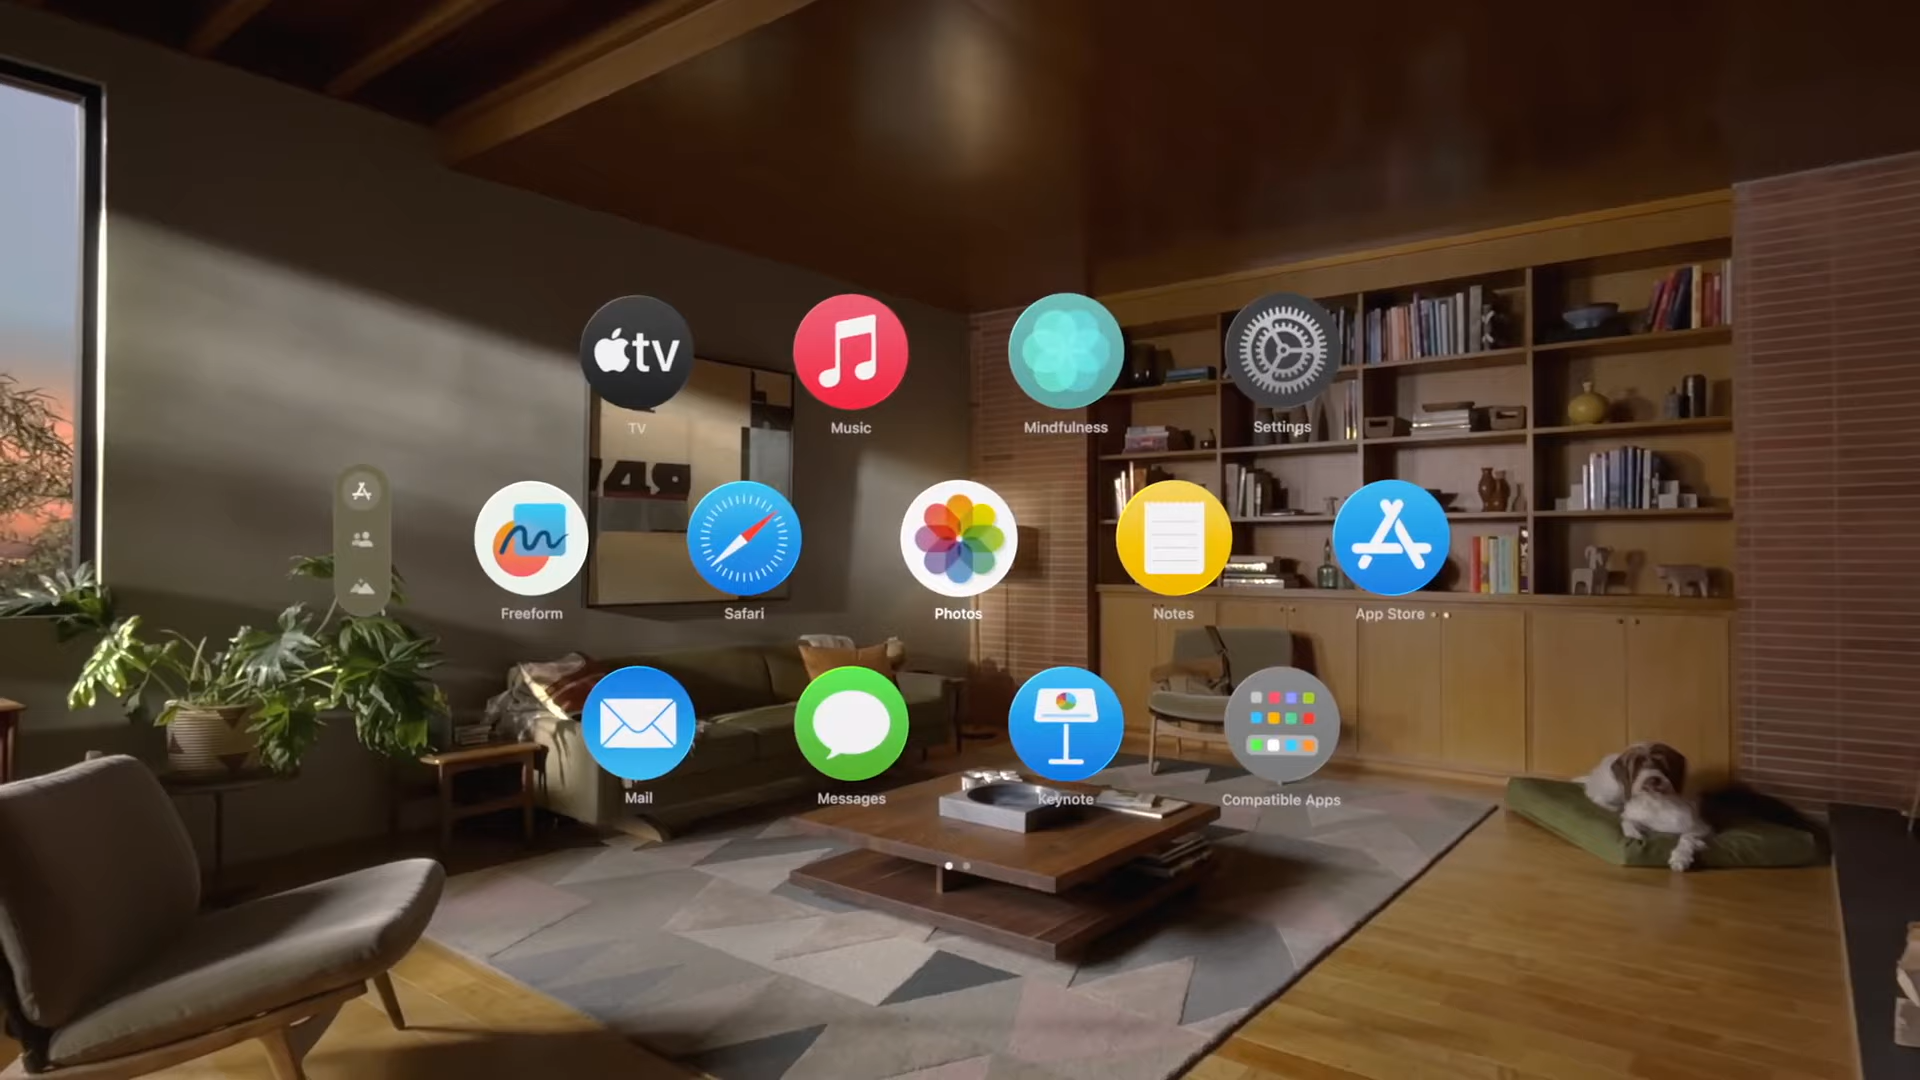 tv
TV
Music
Mindfulness
Settings
Freeform
Safari
Photos
Notes
App Store
Mail
Messages
Keynote
Compatible Apps